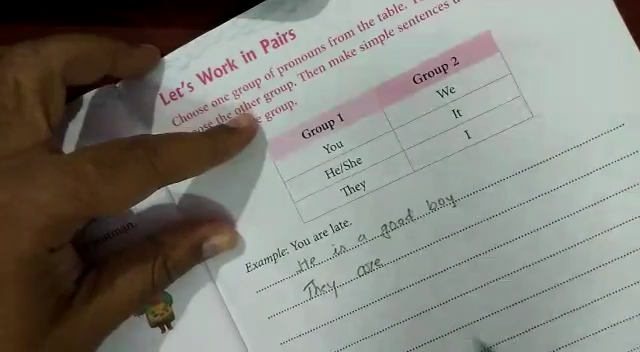 Let's Work in Pairs
Choose one group of pronouns from the table.
the other group. Then make simple sentences
group.
Group 1 Group 2
You We
He/She It
They I
Example: You are late.
He is a good boy
They are